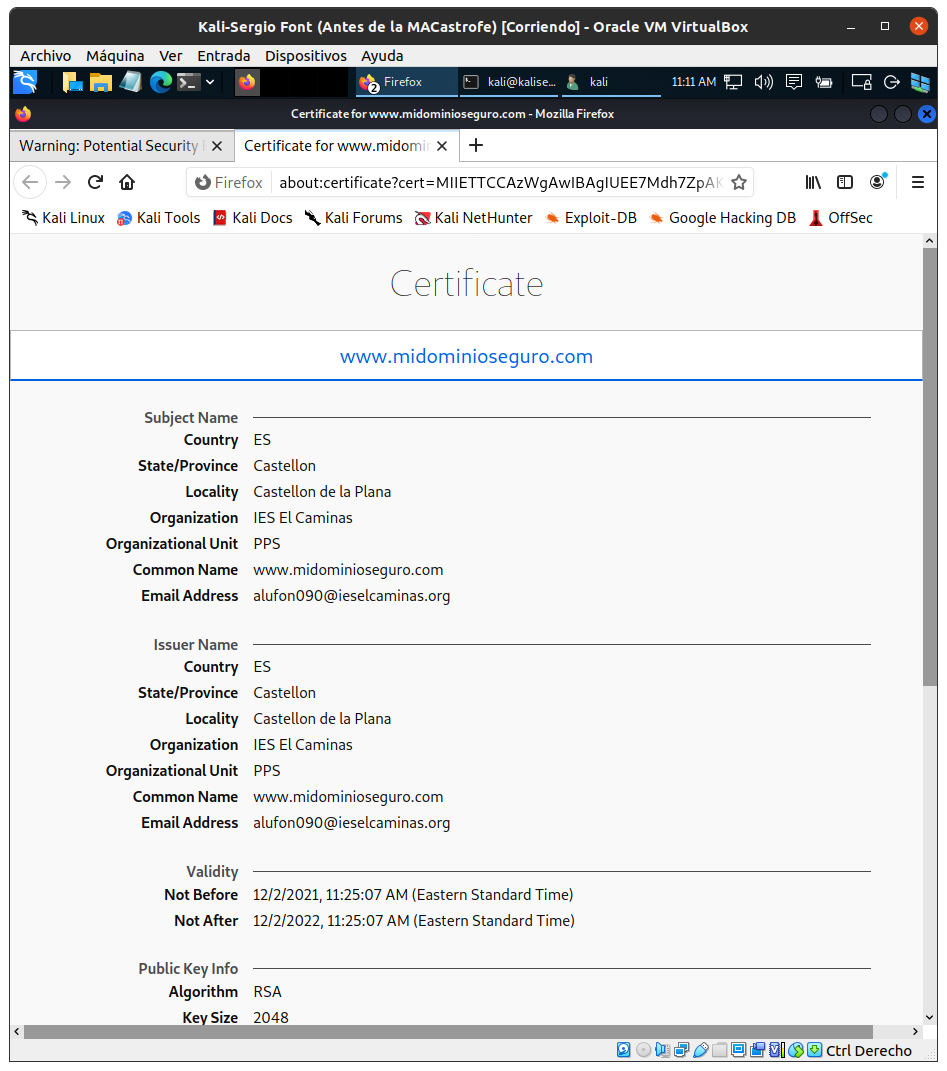 Kali-Sergio Font (Antes de la MACastrofe) [Corriendo] - Oracle VM VirtualBox
Archivo Máquina Ver Entrada Dispositivos Ayuda
2 Firefox kali@kalise... kali 11:11 AM
Certificate for www.midominioseguro.com - Mozilla Firefox
Warning: Potential Security Certificate for www.midomini
Firefox about:certificate?cert=MIIETTCCAzWgAwIBAgIUEE7Mdh7ZpAK
Kali Linux Kali Tools Kali Docs Kali Forums Kali NetHunter Exploit-DB Google Hacking DB OffSec
Certificate
www.midominioseguro.com
Subject Name
Country ES
State/Province Castellon
Locality Castellon de la Plana
Organization IES El Caminas
Organizational Unit PPS
Common Name www.midominioseguro.com
Email Address alufon090@ieselcaminas.org
Issuer Name
Country ES
State/Province Castellon
Locality Castellon de la Plana
Organization IES El Caminas
Organizational Unit PPS
Common Name www.midominioseguro.com
Email Address alufon090@ieselcaminas.org
Validity
Not Before 12/2/2021, 11:25:07 AM (Eastern Standard Time)
Not After 12/2/2022, 11:25:07 AM (Eastern Standard Time)
Public Key Info
Algorithm RSA
Key Size 2048
Ctrl Derecho